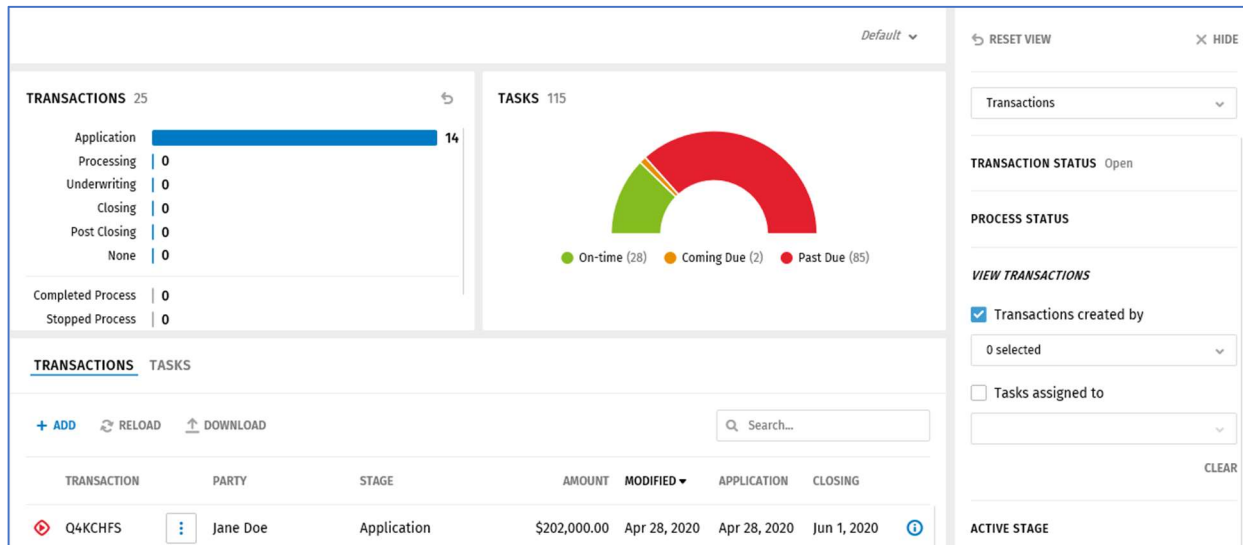 Default
RESET VIEW
HIDE
TRANSACTIONS 25
Application 14
Processing 0
Underwriting 0
Closing 0
Post Closing 0
None 0
Completed Process 0
Stopped Process 0
TASKS 115
On-time (28) Coming Due (2) Past Due (85)
Transactions
TRANSACTION STATUS Open
PROCESS STATUS
VIEW TRANSACTIONS
Transactions created by
0 selected
Tasks assigned to
CLEAR
ACTIVE STAGE
TRANSACTIONS TASKS
+ ADD RELOAD DOWNLOAD Search...
TRANSACTION PARTY STAGE AMOUNT MODIFIED APPLICATION CLOSING
Q4KCHFS Jane Doe Application $202,000.00 Apr 28, 2020 Apr 28, 2020 Jun 1, 2020